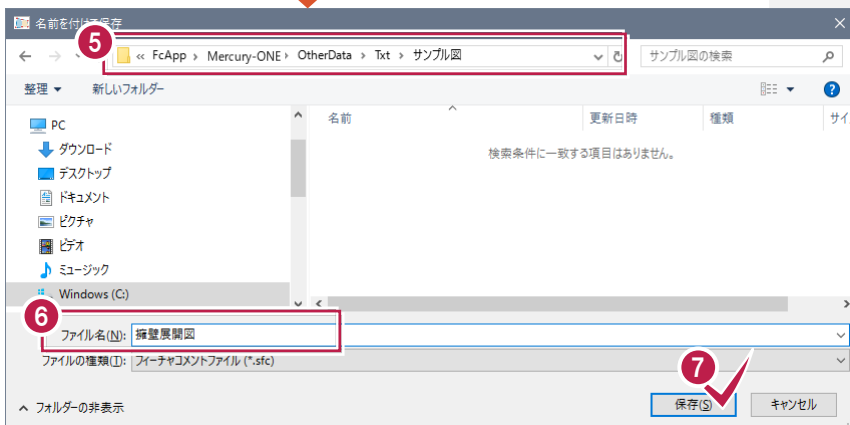 名前を付けて保存
5
« FcApp › Mercury-ONE › OtherData › Txt › サンプル図
サンプル図の検索
整理 ▼ 新しいフォルダー
名前 更新日時 種類 サイ
検索条件に一致する項目はありません。
PC
ダウンロード
デスクトップ
ドキュメント
ピクチャ
ビデオ
ミュージック
Windows (C:)
6
ファイル名(N): 擁壁展開図
ファイルの種類(T): フィーチャコメントファイル (*.sfc)
7
フォルダーの非表示 保存(S) キャンセル